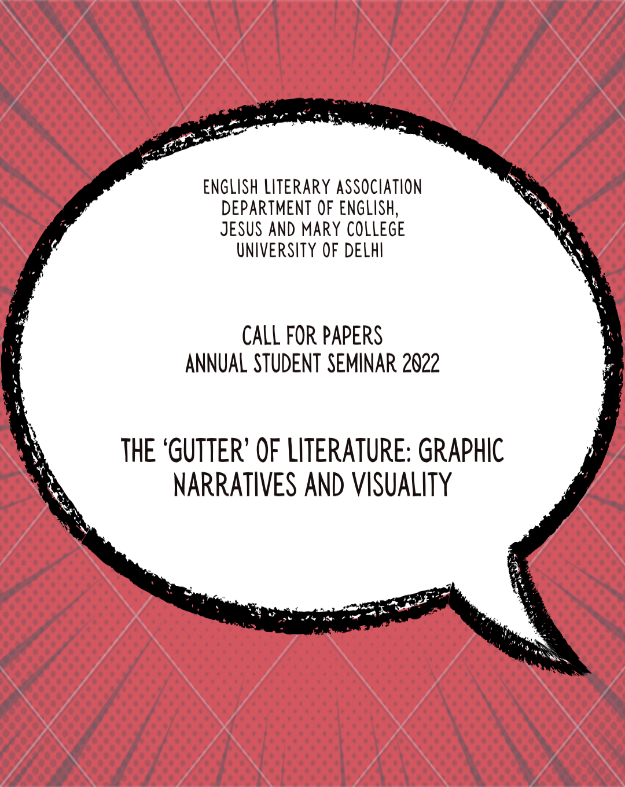 ENGLISH LITERARY ASSOCIATION
DEPARTMENT OF ENGLISH,
JESUS AND MARY COLLEGE
UNIVERSITY OF DELHI
CALL FOR PAPERS
ANNUAL STUDENT SEMINAR 2022
THE ‘GUTTER’ OF LITERATURE: GRAPHIC
NARRATIVES AND VISUALITY